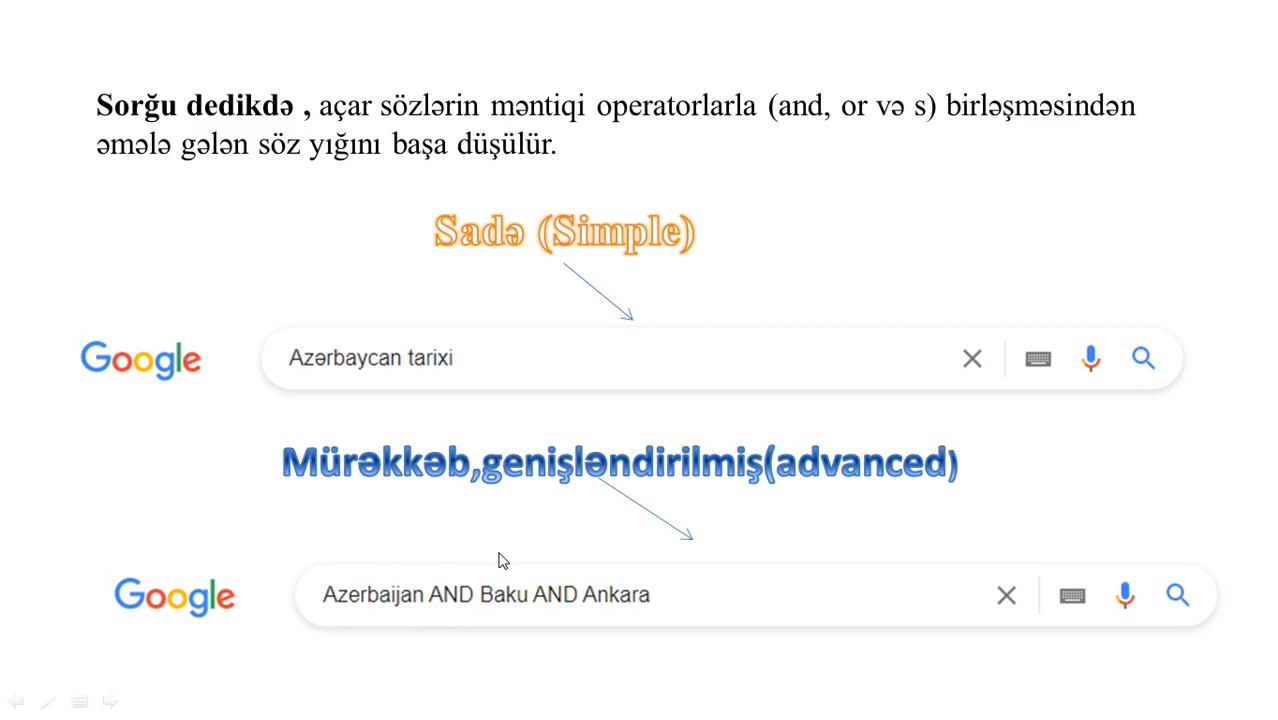 Sorğu dedikdə , açar sözlərin məntiqi operatorlarla (and, or və s) birləşməsindən
əmələ gələn söz yığını başa düşülür.
Sadə (Simple)
Google Azərbaycan tarixi
Mürəkkəb,genişləndirilmiş(advanced)
Google Azerbaijan AND Baku AND Ankara